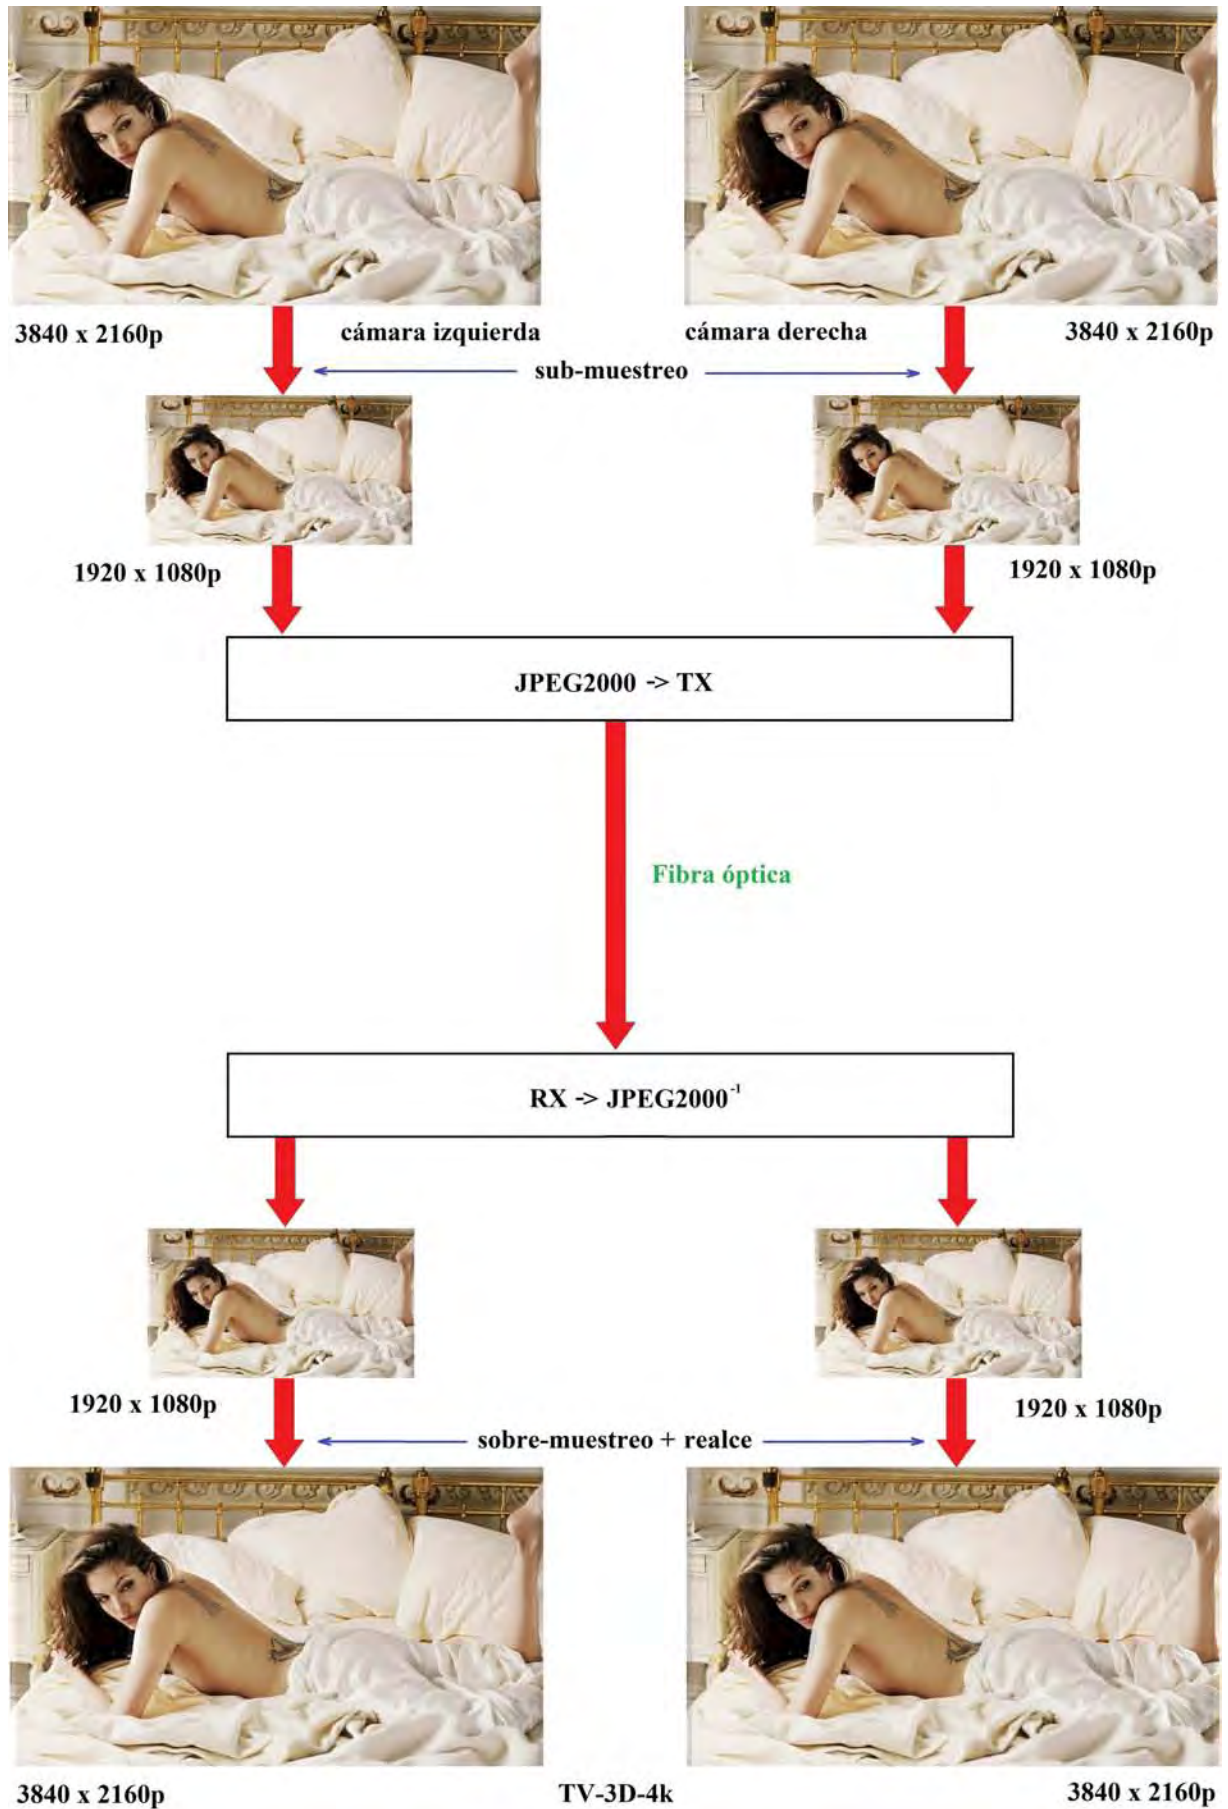 3840 x 2160p
cámara izquierda
cámara derecha
3840 x 2160p
sub-muestreo
1920 x 1080p
1920 x 1080p
JPEG2000 -> TX
Fibra óptica
RX -> JPEG2000⁻¹
1920 x 1080p
1920 x 1080p
sobre-muestreo + realce
3840 x 2160p
TV-3D-4k
3840 x 2160p